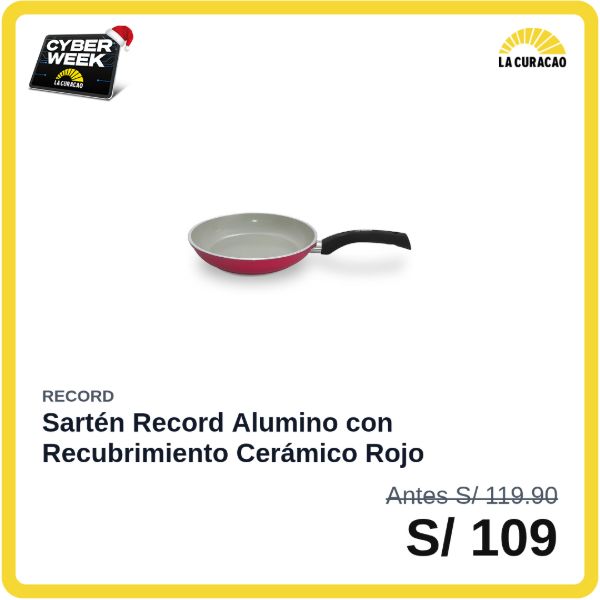 CYBER
WEEK
LA CURACAO
LA CURACAO
RECORD
Sartén Record Alumino con
Recubrimiento Cerámico Rojo
Antes S/ 119.90
S/ 109